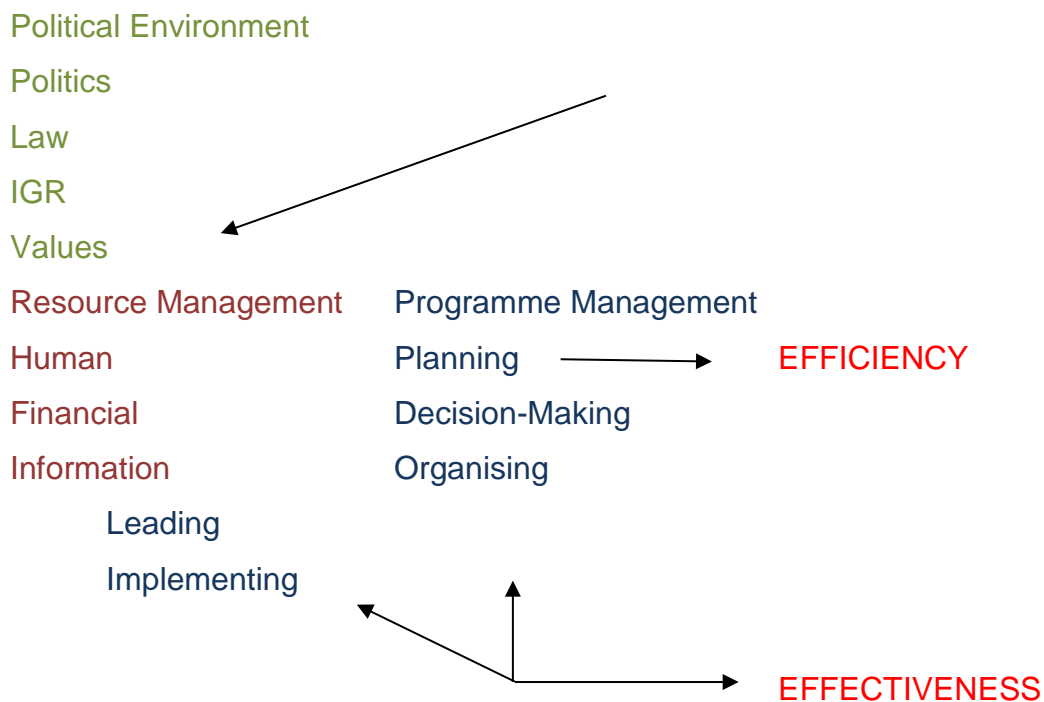 Political Environment
Politics
Law
IGR
Values
Resource Management Programme Management
Human Planning EFFICIENCY
Financial Decision-Making
Information Organising
Leading
Implementing
EFFECTIVENESS